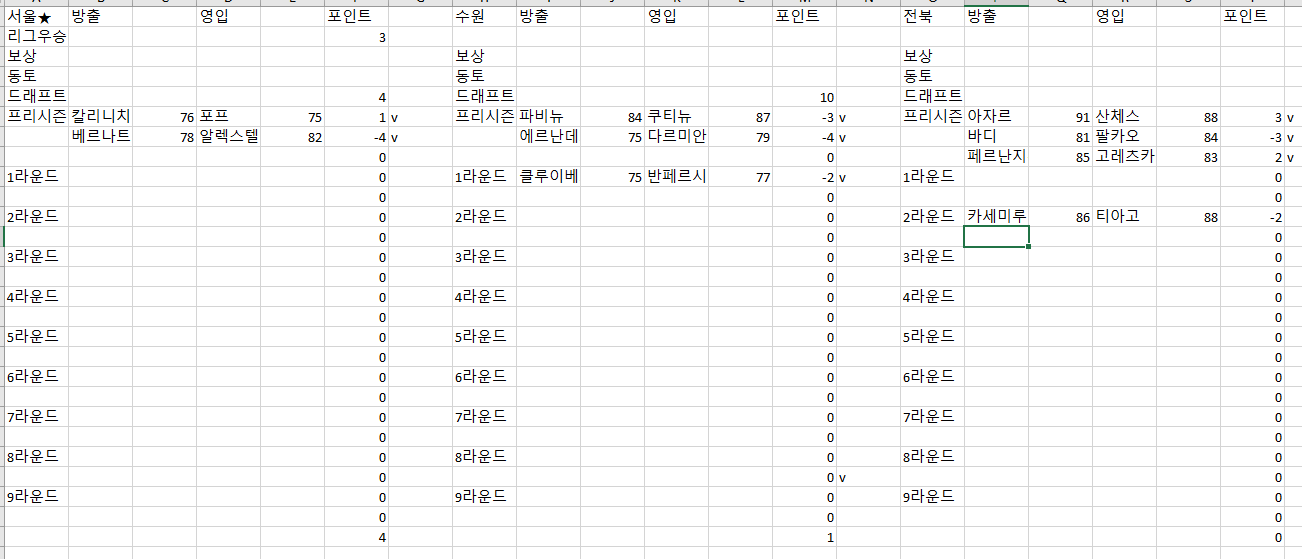 서울★ 방출 영입 포인트 수원 방출 영입 포인트 전북 방출 영입 포인트
리그우승 3
보상 보상 보상
동토 동토 동토
드래프트 4 드래프트 10 드래프트
프리시즌 칼리니치 76 포프 75 1 v 프리시즌 파비뉴 84 쿠티뉴 87 -3 v 프리시즌 아자르 91 산체스 88 3 v
베르나트 78 알렉스텔 82 -4 v 에르난데 75 다르미안 79 -4 v 바디 81 팔카오 84 -3 v
0 0 v 페르난지 85 고레츠카 83 2 v
1라운드 0 1라운드 클루이베 75 반페르시 77 -2 v 1라운드 0
0 0 0
2라운드 0 2라운드 0 2라운드 카세미루 86 티아고 88 -2
0 0 0
3라운드 0 3라운드 0 3라운드 0
0 0 0
4라운드 0 4라운드 0 4라운드 0
0 0 0
5라운드 0 5라운드 0 5라운드 0
0 0 0
6라운드 0 6라운드 0 6라운드 0
0 0 0
7라운드 0 7라운드 0 7라운드 0
0 0 0
8라운드 0 8라운드 0 8라운드 0
0 0 v 0
9라운드 0 9라운드 0 9라운드 0
0 0 0
4 1 0